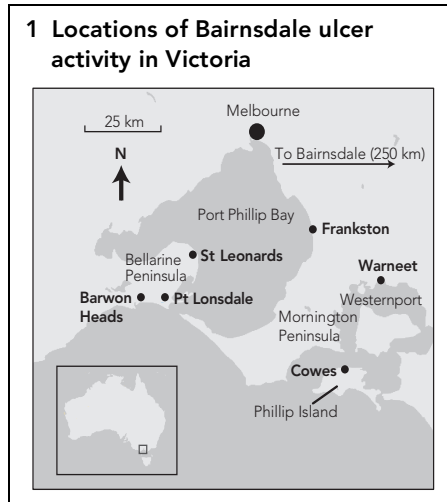 1 Locations of Bairnsdale ulcer
activity in Victoria
Melbourne
25 km
To Bairnsdale (250 km)
N
Port Phillip Bay
Frankston
Bellarine
Peninsula
St Leonards
Warneet
Barwon
Heads
Pt Lonsdale
Westernport
Mornington
Peninsula
Cowes
Phillip Island